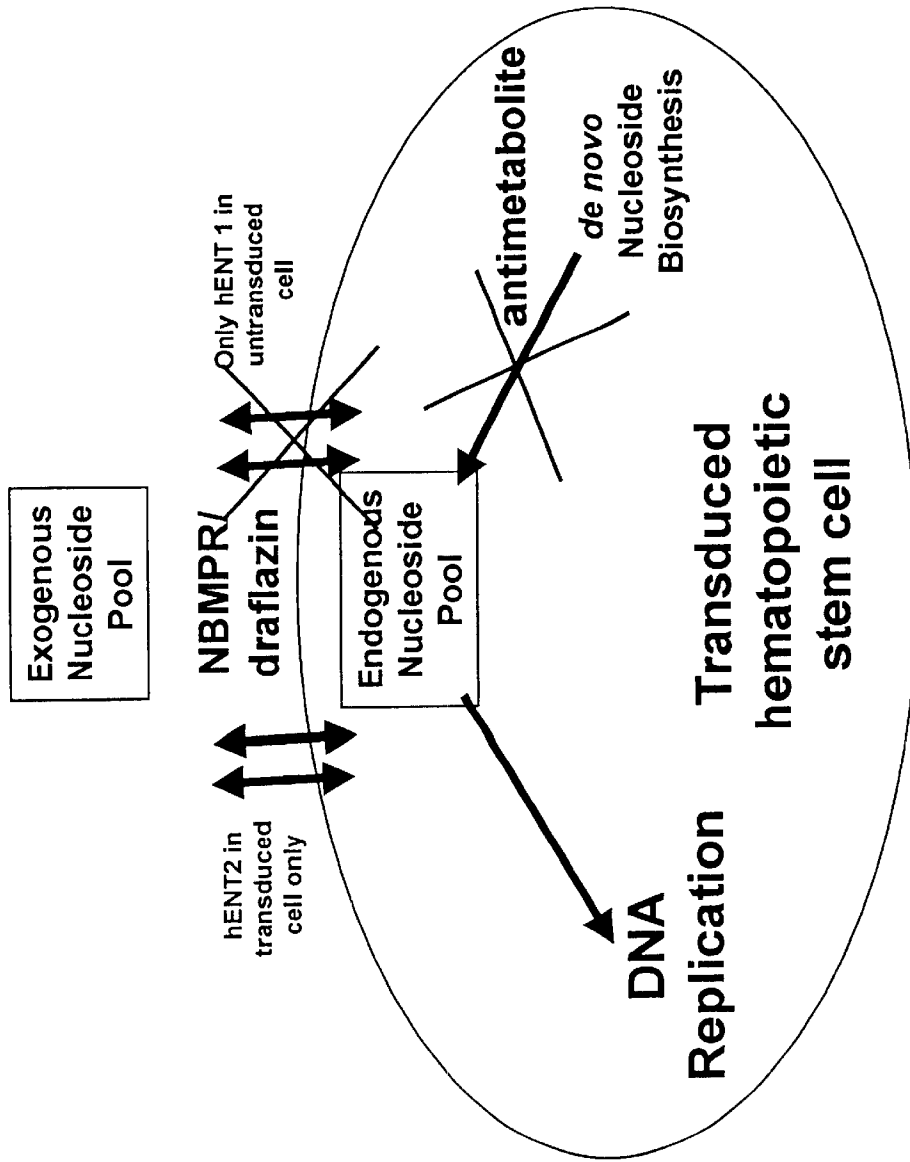 Exogenous
Nucleoside
Pool
hENT2 in
transduced
cell only
NBMPR/
draflazin
Only hENT 1 in
untransduced
cell
Endogenous
Nucleoside
Pool
antimetabolite
de novo
Nucleoside
Biosynthesis
DNA
Replication
Transduced
hematopoietic
stem cell